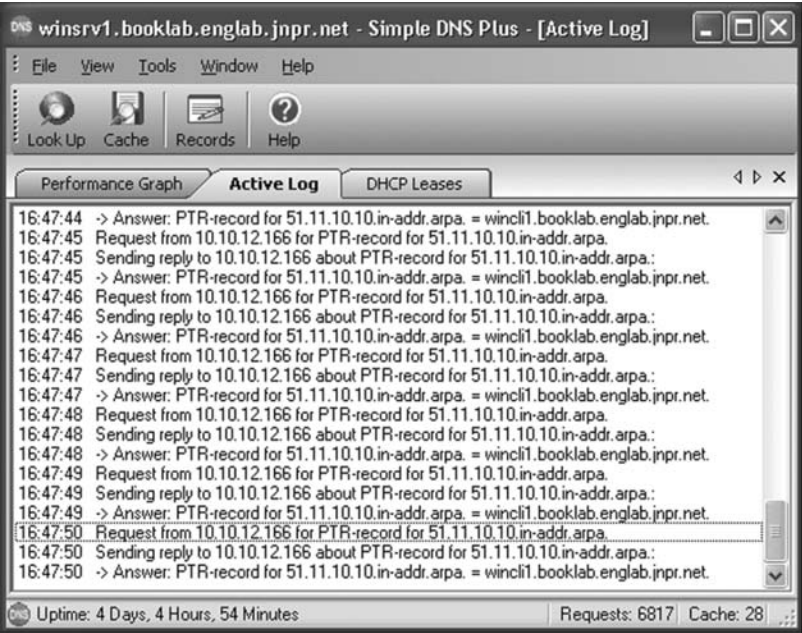 DNS winsrv1.booklab.englab.jnpr.net - Simple DNS Plus - [Active Log]
File View Tools Window Help
Look Up Cache Records Help
Performance Graph Active Log DHCP Leases
16:47:44 -> Answer: PTR-record for 51.11.10.10.in-addr.arpa. = wincli1.booklab.englab.jnpr.net.
16:47:45 Request from 10.10.12.166 for PTR-record for 51.11.10.10.in-addr.arpa.
16:47:45 Sending reply to 10.10.12.166 about PTR-record for 51.11.10.10.in-addr.arpa.:
16:47:45 -> Answer: PTR-record for 51.11.10.10.in-addr.arpa. = wincli1.booklab.englab.jnpr.net.
16:47:46 Request from 10.10.12.166 for PTR-record for 51.11.10.10.in-addr.arpa.
16:47:46 Sending reply to 10.10.12.166 about PTR-record for 51.11.10.10.in-addr.arpa.:
16:47:46 -> Answer: PTR-record for 51.11.10.10.in-addr.arpa. = wincli1.booklab.englab.jnpr.net.
16:47:47 Request from 10.10.12.166 for PTR-record for 51.11.10.10.in-addr.arpa.
16:47:47 Sending reply to 10.10.12.166 about PTR-record for 51.11.10.10.in-addr.arpa.:
16:47:47 -> Answer: PTR-record for 51.11.10.10.in-addr.arpa. = wincli1.booklab.englab.jnpr.net.
16:47:48 Request from 10.10.12.166 for PTR-record for 51.11.10.10.in-addr.arpa.
16:47:48 Sending reply to 10.10.12.166 about PTR-record for 51.11.10.10.in-addr.arpa.:
16:47:48 -> Answer: PTR-record for 51.11.10.10.in-addr.arpa. = wincli1.booklab.englab.jnpr.net.
16:47:49 Request from 10.10.12.166 for PTR-record for 51.11.10.10.in-addr.arpa.
16:47:49 Sending reply to 10.10.12.166 about PTR-record for 51.11.10.10.in-addr.arpa.:
16:47:49 -> Answer: PTR-record for 51.11.10.10.in-addr.arpa. = wincli1.booklab.englab.jnpr.net.
16:47:50 Request from 10.10.12.166 for PTR-record for 51.11.10.10.in-addr.arpa.
16:47:50 Sending reply to 10.10.12.166 about PTR-record for 51.11.10.10.in-addr.arpa.:
16:47:50 -> Answer: PTR-record for 51.11.10.10.in-addr.arpa. = wincli1.booklab.englab.jnpr.net.
DNS Uptime: 4 Days, 4 Hours, 54 Minutes Requests: 6817 Cache: 28